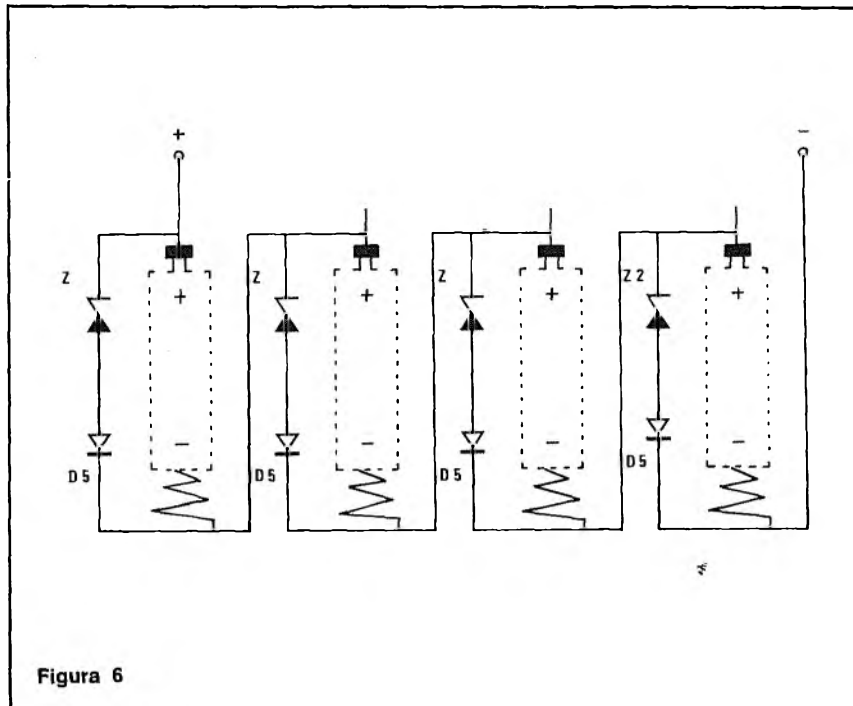 + −
Z Z Z Z 2
+ + + +
− − − −
D 5 D 5 D 5 D 5
Figura 6